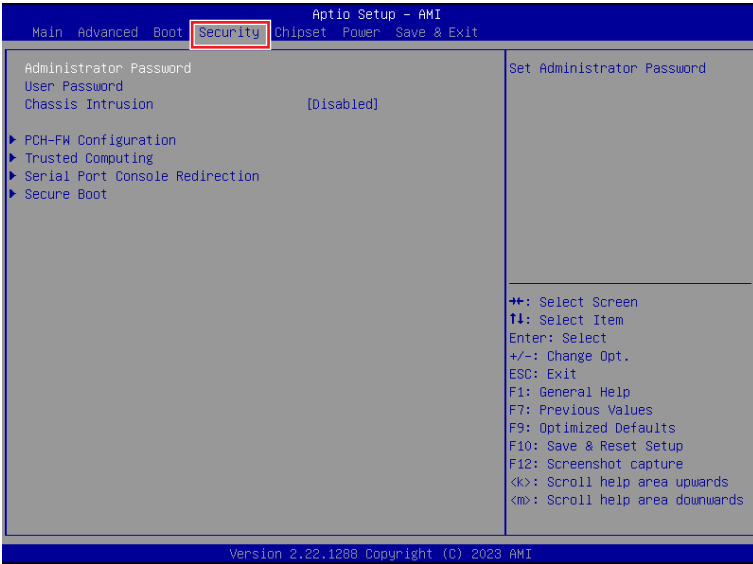 Aptio Setup - AMI
Main Advanced Boot Security Chipset Power Save & Exit
Administrator Password
User Password
Chassis Intrusion [Disabled]
PCH-FW Configuration
Trusted Computing
Serial Port Console Redirection
Secure Boot
Set Administrator Password
→←: Select Screen
↑↓: Select Item
Enter: Select
+/-: Change Opt.
ESC: Exit
F1: General Help
F7: Previous Values
F9: Optimized Defaults
F10: Save & Reset Setup
F12: Screenshot capture
<k>: Scroll help area upwards
<m>: Scroll help area downwards
Version 2.22.1288 Copyright (C) 2023 AMI